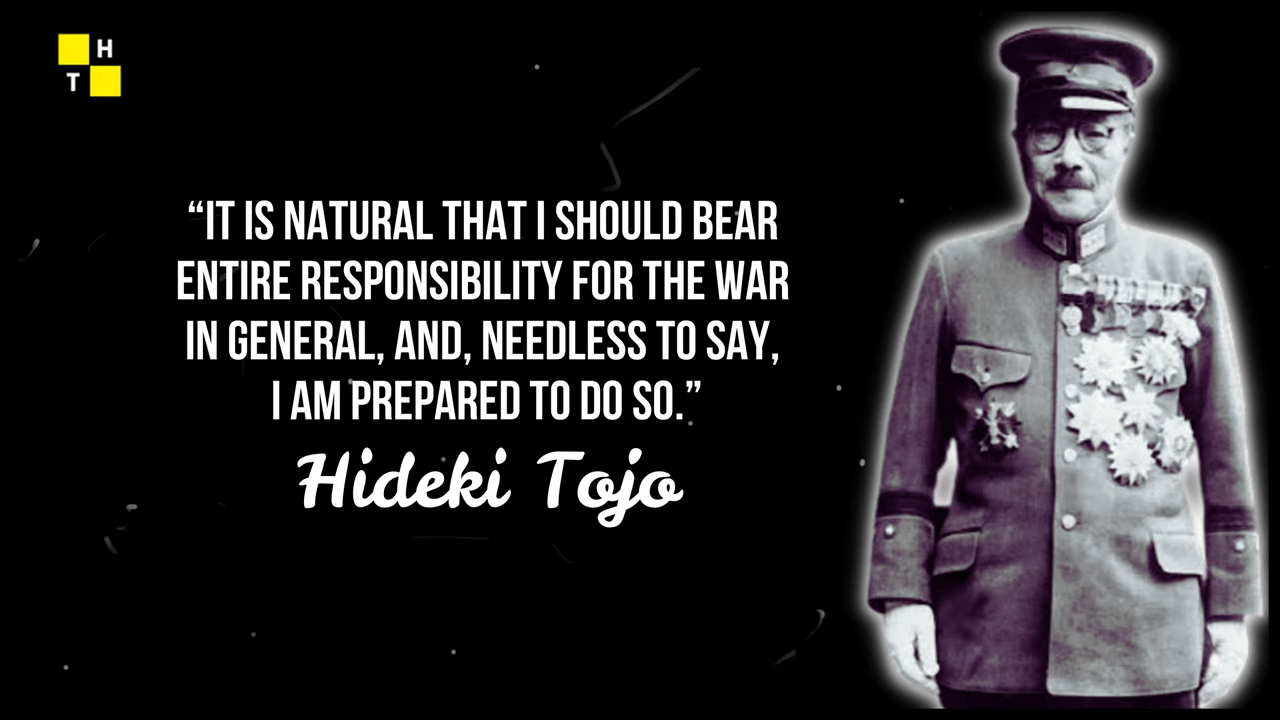 H
T
“IT IS NATURAL THAT I SHOULD BEAR
ENTIRE RESPONSIBILITY FOR THE WAR
IN GENERAL, AND, NEEDLESS TO SAY,
I AM PREPARED TO DO SO.”
Hideki Tojo